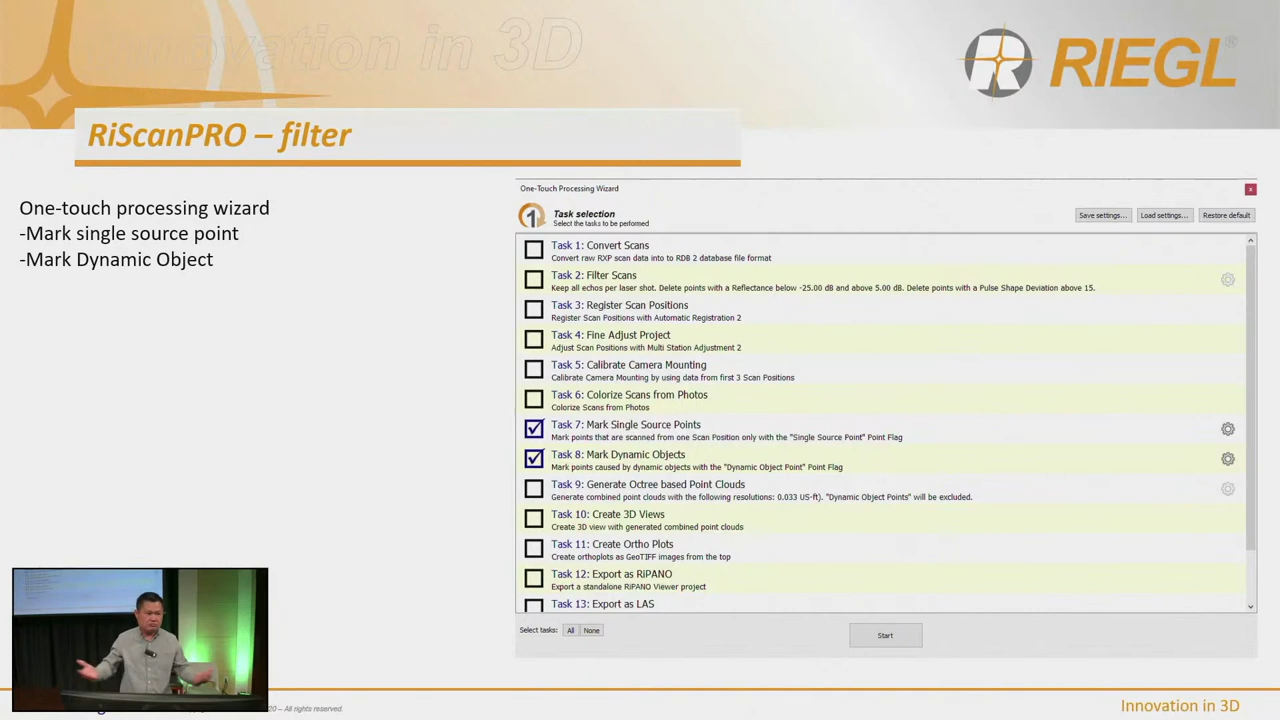 Innovation in 3D
RIEGL®
RiScanPRO – filter
One-touch processing wizard
-Mark single source point
-Mark Dynamic Object
One-Touch Processing Wizard
x
1
Task selection
Select the tasks to be performed
Save settings...
Load settings...
Restore default
Task 1: Convert Scans
Convert raw RXP scan data into to RDB 2 database file format
Task 2: Filter Scans
Keep all echos per laser shot. Delete points with a Reflectance below -25.00 dB and above 5.00 dB. Delete points with a Pulse Shape Deviation above 15.
Task 3: Register Scan Positions
Register Scan Positions with Automatic Registration 2
Task 4: Fine Adjust Project
Adjust Scan Positions with Multi Station Adjustment 2
Task 5: Calibrate Camera Mounting
Calibrate Camera Mounting by using data from first 3 Scan Positions
Task 6: Colorize Scans from Photos
Colorize Scans from Photos
Task 7: Mark Single Source Points
Mark points that are scanned from one Scan Position only with the "Single Source Point" Point Flag
Task 8: Mark Dynamic Objects
Mark points caused by dynamic objects with the "Dynamic Object Point" Point Flag
Task 9: Generate Octree based Point Clouds
Generate combined point clouds with the following resolutions: 0.033 US-ft). "Dynamic Object Points" will be excluded.
Task 10: Create 3D Views
Create 3D view with generated combined point clouds
Task 11: Create Ortho Plots
Create orthoplots as GeoTIFF images from the top
Task 12: Export as RiPANO
Export a standalone RiPANO Viewer project
Task 13: Export as LAS
Select tasks:
All
None
Start
20 – All rights reserved.
Innovation in 3D